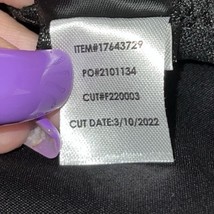 ITEM#17643729
PO#2101134
CUT#F220003
CUT DATE:3/10/2022